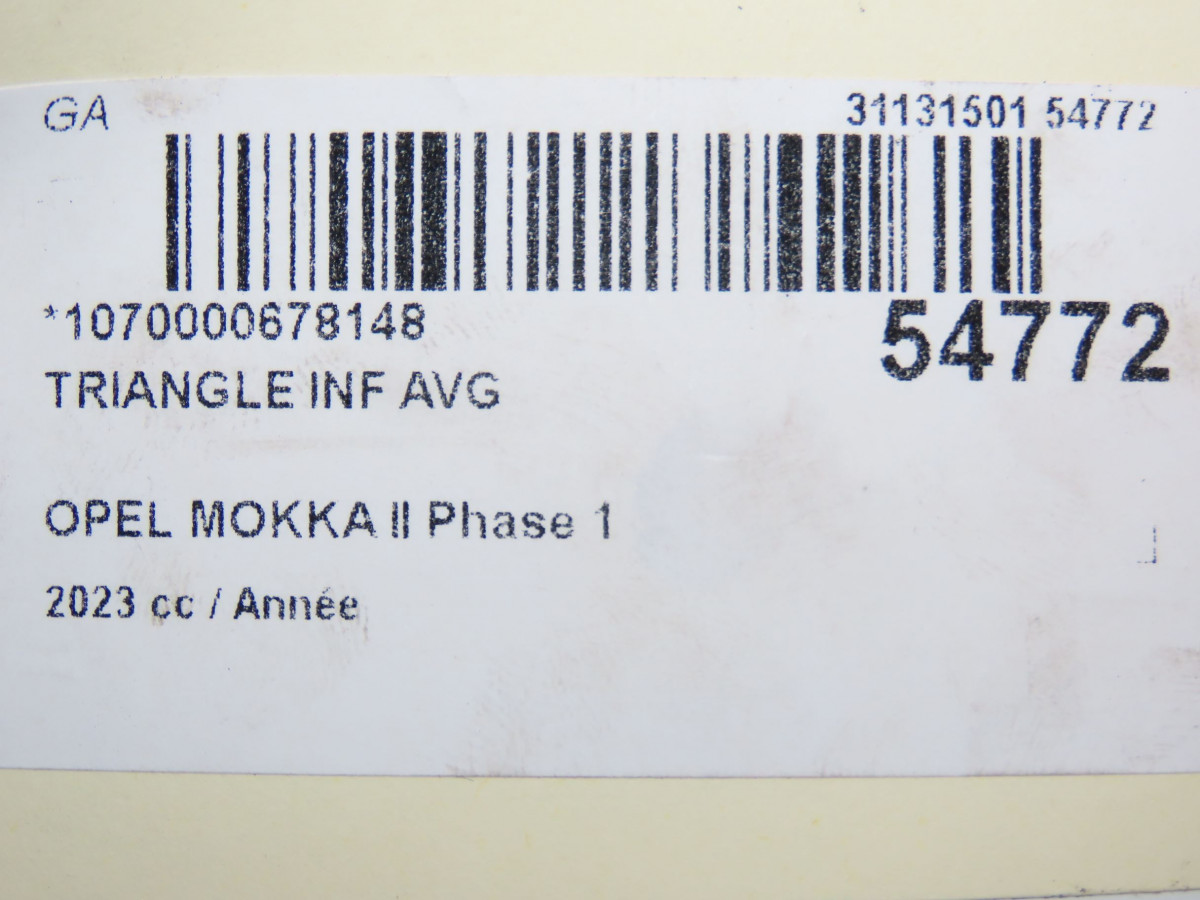 GA 31131501 54772
*1070000678148 54772
TRIANGLE INF AVG
OPEL MOKKA II Phase 1
2023 cc / Année